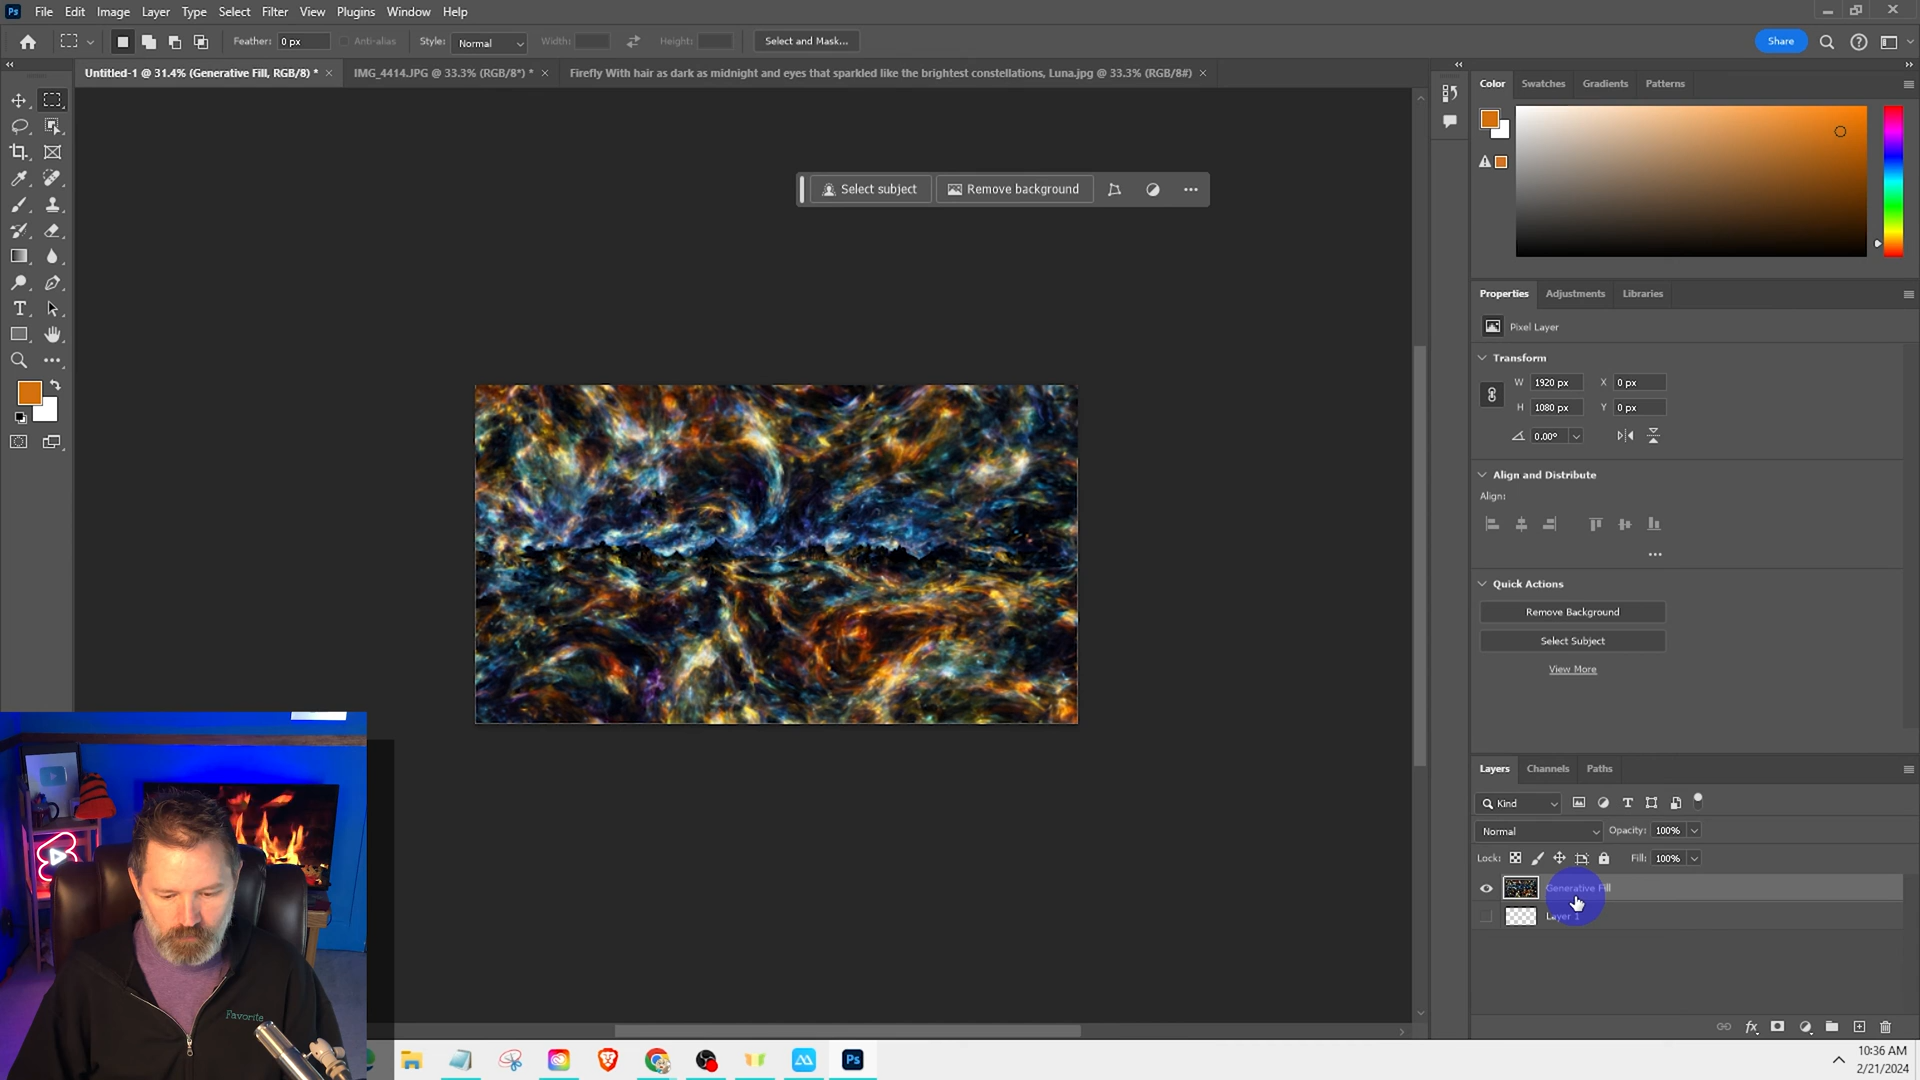 Ps File Edit Image Layer Type Select Filter View Plugins Window Help
Feather: 0 px Anti-alias Style: Normal Width: Height: Select and Mask... Share
Untitled-1 @ 31.4% (Generative Fill, RGB/8) * × IMG_4414.JPG @ 33.3% (RGB/8*) * × Firefly With hair as dark as midnight and eyes that sparkled like the brightest constellations, Luna.jpg @ 33.3% (RGB/8#) ×
Color Swatches Gradients Patterns
Select subject Remove background
Properties Adjustments Libraries
Pixel Layer
Transform
W 1920 px X 0 px
H 1080 px Y 0 px
0.00°
Align and Distribute
Align:
Quick Actions
Remove Background
Select Subject
View More
Layers Channels Paths
Kind
Normal Opacity: 100%
Lock: Fill: 100%
Generative Fill
Layer 1
Favorite
Ps
10:36 AM
2/21/2024